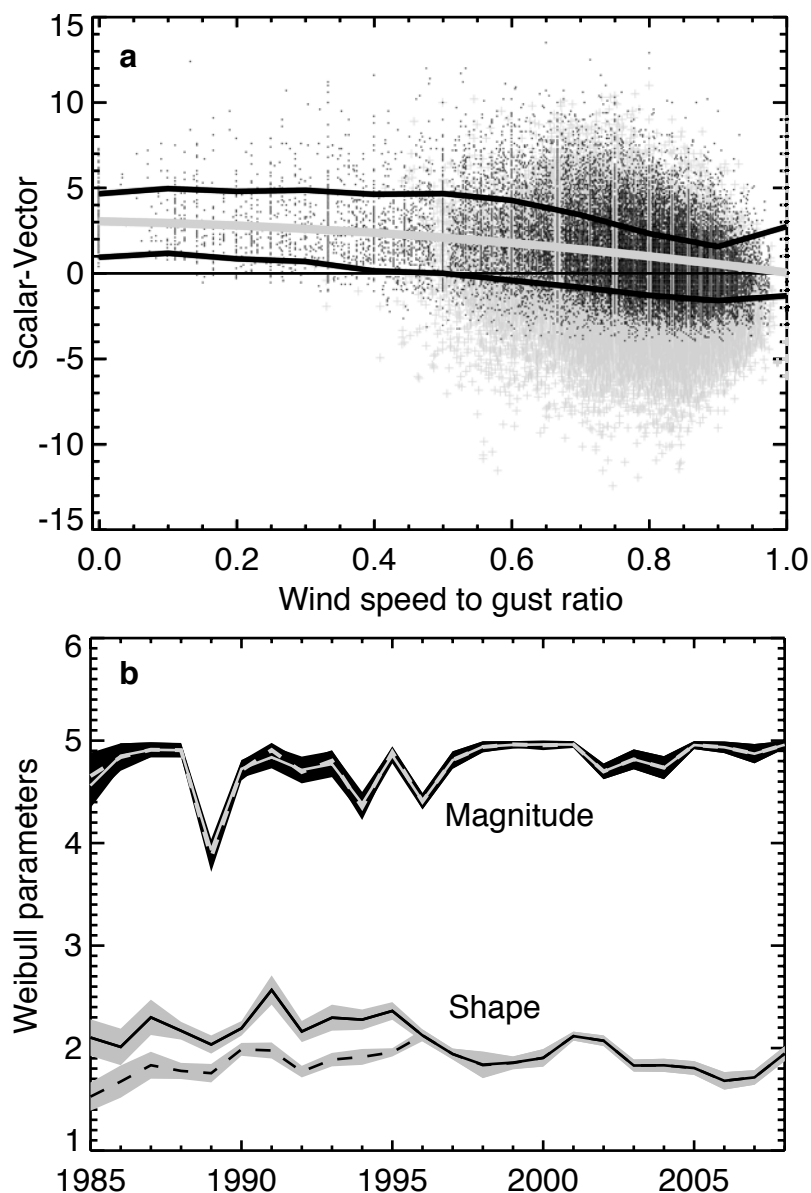 a
15
10
5
0
-5
-10
-15
Scalar-Vector
0.0 0.2 0.4 0.6 0.8 1.0
Wind speed to gust ratio
b
6
5
4
3
2
1
Weibull parameters
Magnitude
Shape
1985 1990 1995 2000 2005